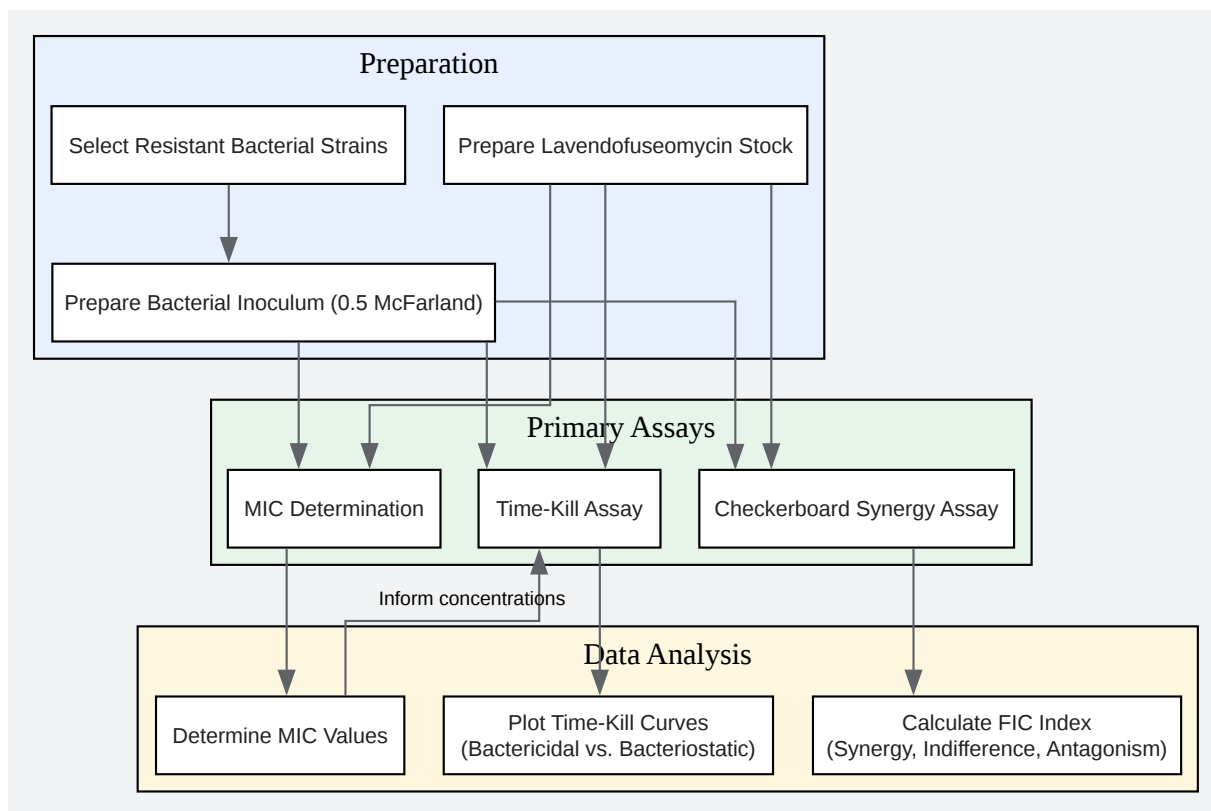 Preparation
Select Resistant Bacterial Strains
Prepare Lavendofuseomycin Stock
Prepare Bacterial Inoculum (0.5 McFarland)
Primary Assays
MIC Determination
Time-Kill Assay
Checkerboard Synergy Assay
Inform concentrations
Data Analysis
Determine MIC Values
Plot Time-Kill Curves
(Bactericidal vs. Bacteriostatic)
Calculate FIC Index
(Synergy, Indifference, Antagonism)